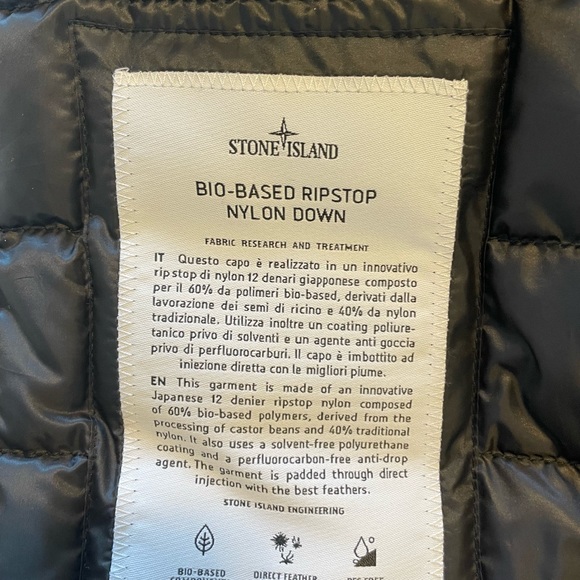 STONE ISLAND
BIO-BASED RIPSTOP
NYLON DOWN
FABRIC RESEARCH AND TREATMENT
IT Questo capo è realizzato in un innovativo
ripstop di nylon 12 denari giapponese composto
per il 60% da polimeri bio-based, derivati dalla
lavorazione dei semi di ricino e 40% da nylon
tradizionale. Utilizza inoltre un coating poliure-
tanico privo di solventi e un agente anti goccia
privo di perfluorocarburi. Il capo è imbottito ad
iniezione diretta con le migliori piume.
EN This garment is made of an innovative
Japanese 12 denier ripstop nylon composed
of 60% bio-based polymers, derived from the
processing of castor beans and 40% traditional
nylon. It also uses a solvent-free polyurethane
coating and a perfluorocarbon-free anti-drop
agent. The garment is padded through direct
injection with the best feathers.
STONE ISLAND ENGINEERING
BIO-BASED
DIRECT FEATHER